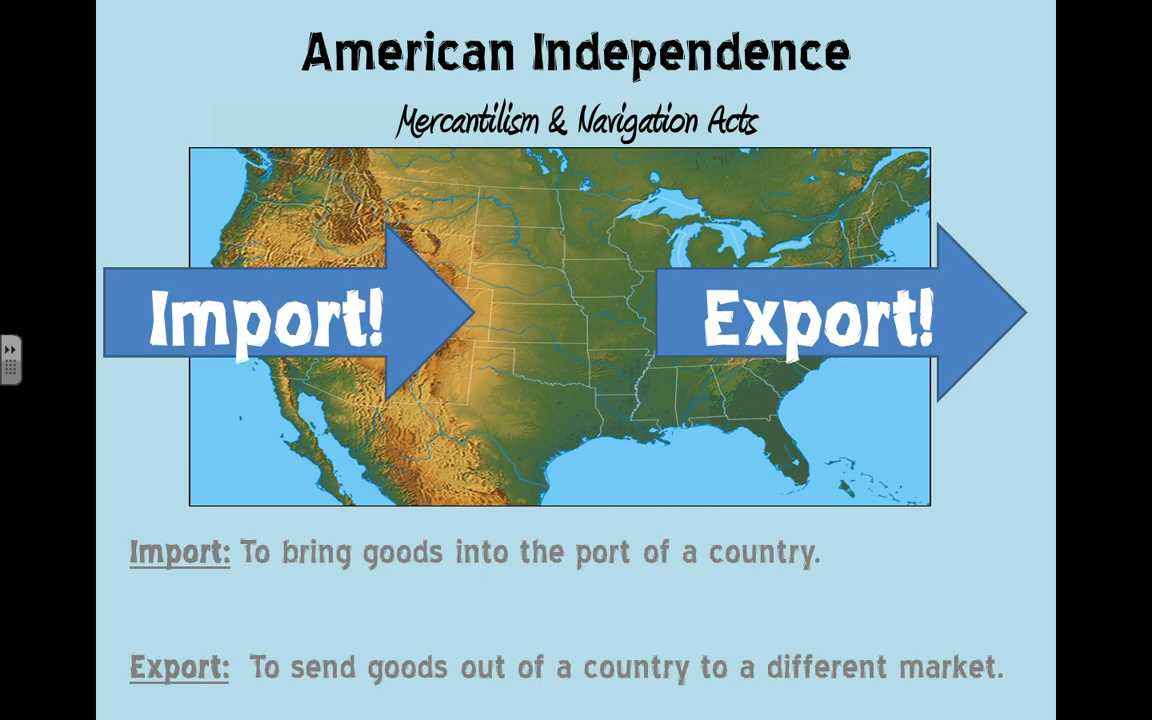 American Independence
Mercantilism & Navigation Acts
Import!
Export!
Import: To bring goods into the port of a country.
Export: To send goods out of a country to a different market.